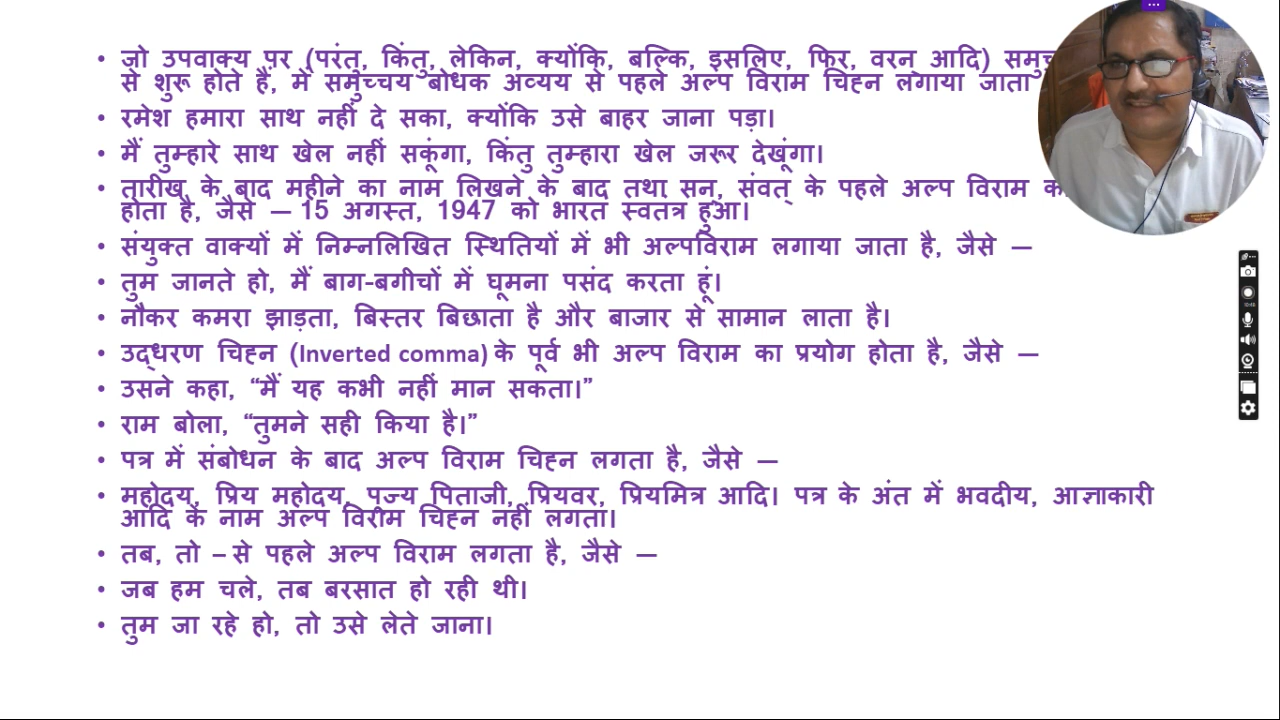 • जो उपवाक्य पर (परंतु, किंतु, लेकिन, क्योंकि, बल्कि, इसलिए, फिर, वरन् आदि)
से शुरू होते हैं, में समुच्चय बोधक अव्यय से पहले अल्प विराम चिह्न लगाया जाता
• रमेश हमारा साथ नहीं दे सका, क्योंकि उसे बाहर जाना पड़ा।
• मैं तुम्हारे साथ खेल नहीं सकूंगा, किंतु तुम्हारा खेल जरूर देखूंगा।
• तारीख के बाद महीने का नाम लिखने के बाद तथा सन्, संवत् के पहले अल्प विराम
होता है, जैसे — 15 अगस्त, 1947 को भारत स्वतंत्र हुआ।
• संयुक्त वाक्यों में निम्नलिखित स्थितियों में भी अल्पविराम लगाया जाता है, जैसे —
• तुम जानते हो, मैं बाग-बगीचों में घूमना पसंद करता हूं।
• नौकर कमरा झाड़ता, बिस्तर बिछाता है और बाजार से सामान लाता है।
• उद्धरण चिह्न (Inverted comma) के पूर्व भी अल्प विराम का प्रयोग होता है, जैसे —
• उसने कहा, “मैं यह कभी नहीं मान सकता।”
• राम बोला, “तुमने सही किया है।”
• पत्र में संबोधन के बाद अल्प विराम चिह्न लगता है, जैसे —
• महोदय, प्रिय महोदय, पूज्य पिताजी, प्रियवर, प्रियमित्र आदि। पत्र के अंत में भवदीय, आज्ञाकारी
आदि के नाम अल्प विराम चिह्न नहीं लगता।
• तब, तो – से पहले अल्प विराम लगता है, जैसे —
• जब हम चले, तब बरसात हो रही थी।
• तुम जा रहे हो, तो उसे लेते जाना।